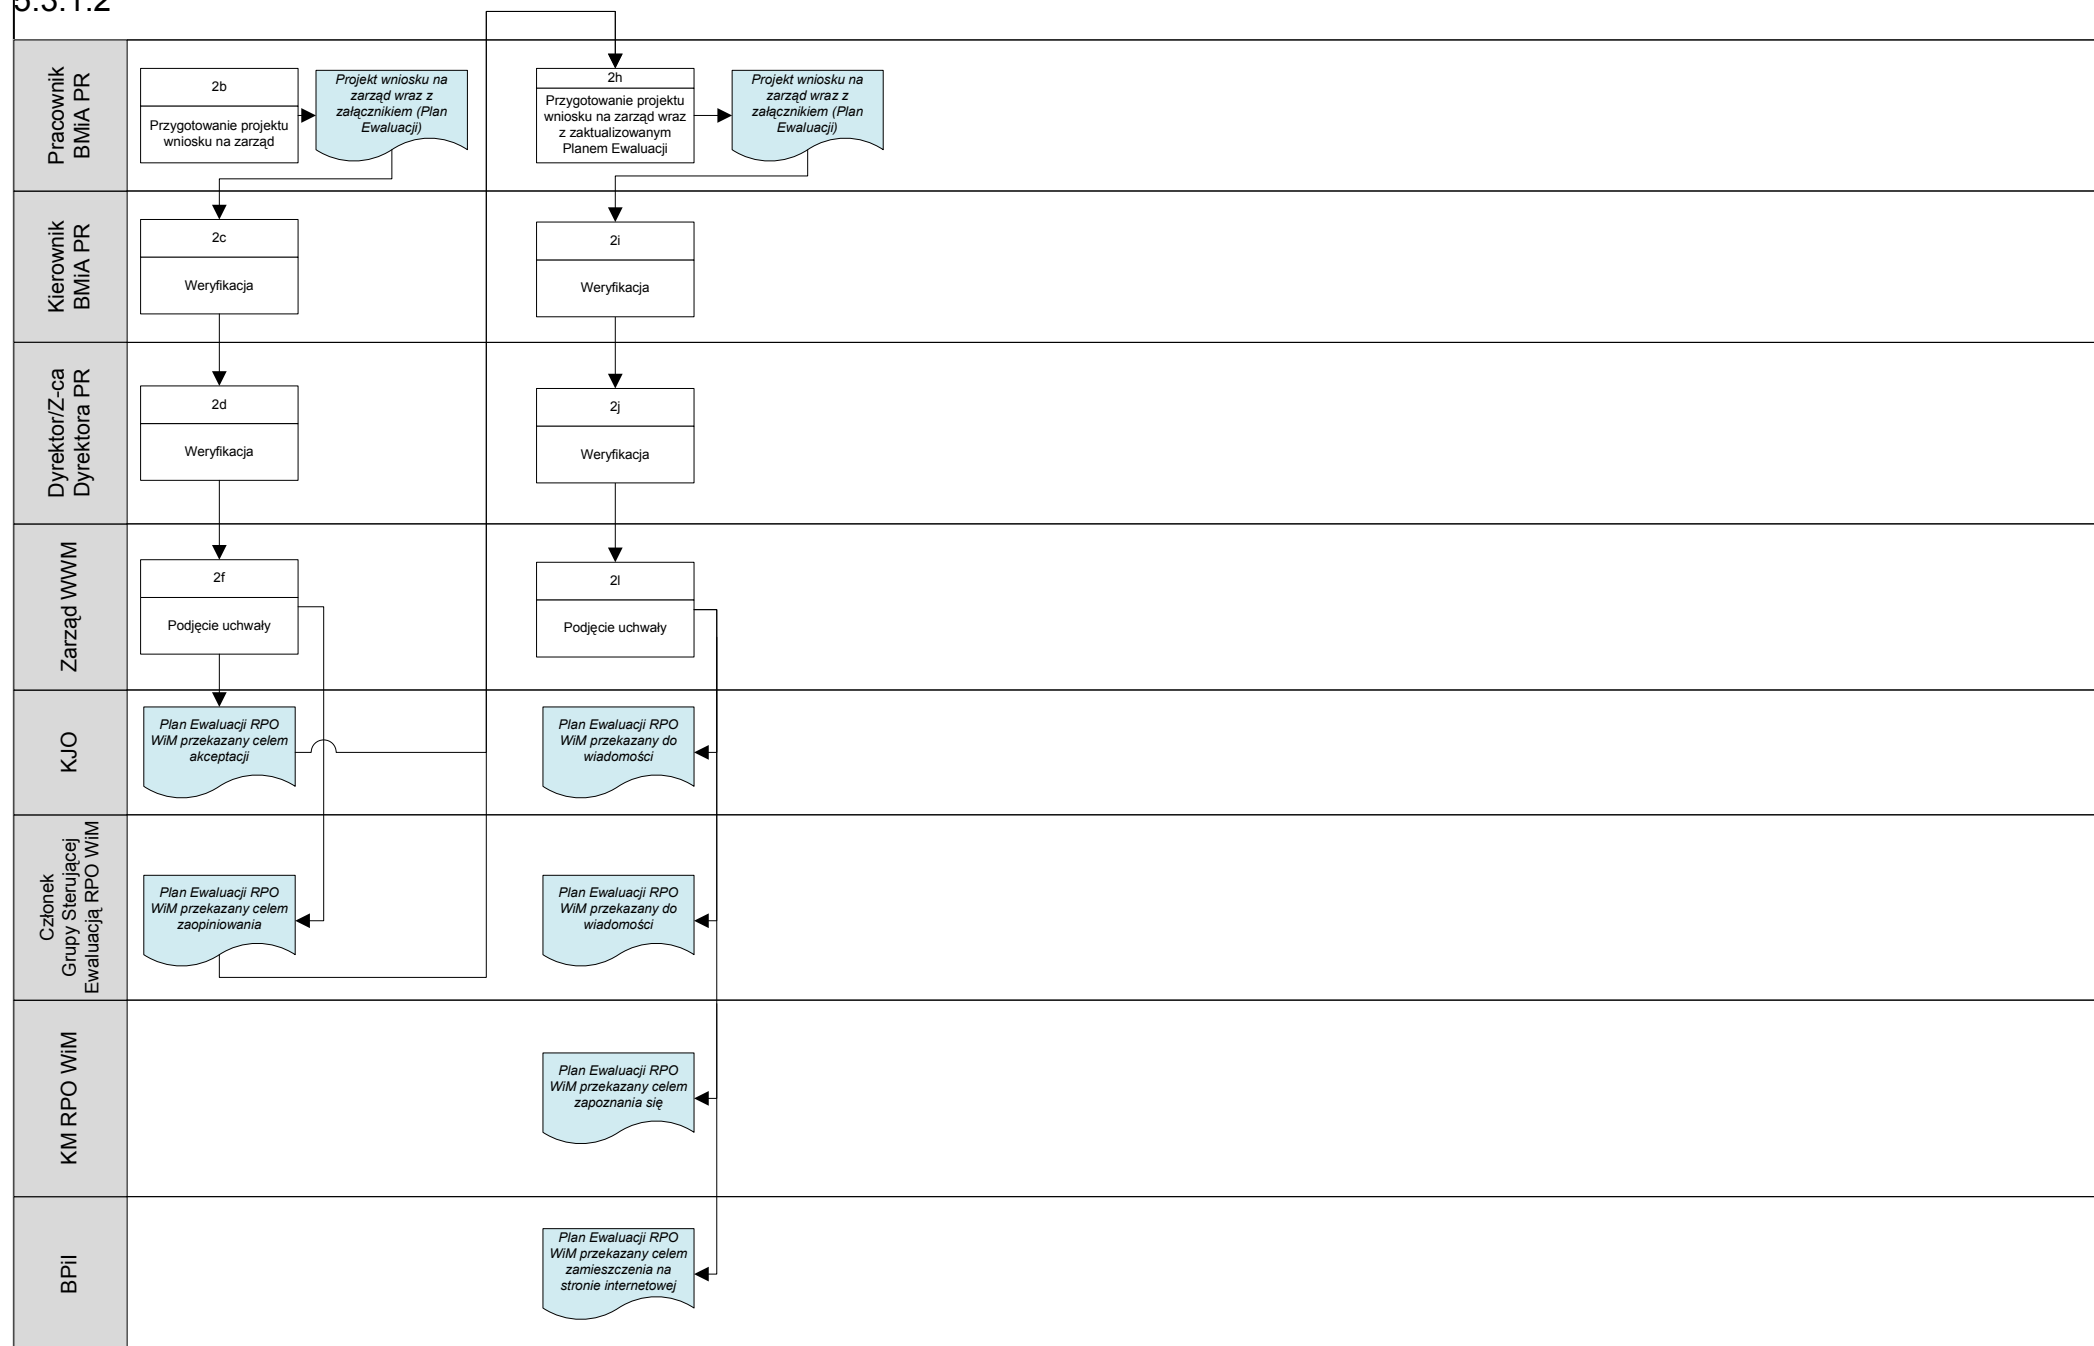 5.3.1.2
Pracownik
BMiA PR
2b
Przygotowanie projektu
wniosku na zarząd
Projekt wniosku na
zarząd wraz z
załącznikiem (Plan
Ewaluacji)
2h
Przygotowanie projektu
wniosku na zarząd wraz
z zaktualizowanym
Planem Ewaluacji
Projekt wniosku na
zarząd wraz z
załącznikiem (Plan
Ewaluacji)
Kierownik
BMiA PR
2c
Weryfikacja
2i
Weryfikacja
Dyrektor/Z-ca
Dyrektora PR
2d
Weryfikacja
2j
Weryfikacja
Zarząd WWM
2f
Podjęcie uchwały
2l
Podjęcie uchwały
KJO
Plan Ewaluacji RPO
WiM przekazany celem
akceptacji
Plan Ewaluacji RPO
WiM przekazany do
wiadomości
Członek
Grupy Sterującej
Ewaluacją RPO WiM
Plan Ewaluacji RPO
WiM przekazany celem
zaopiniowania
Plan Ewaluacji RPO
WiM przekazany do
wiadomości
KM RPO WiM
Plan Ewaluacji RPO
WiM przekazany celem
zapoznania się
BPiI
Plan Ewaluacji RPO
WiM przekazany celem
zamieszczenia na
stronie internetowej